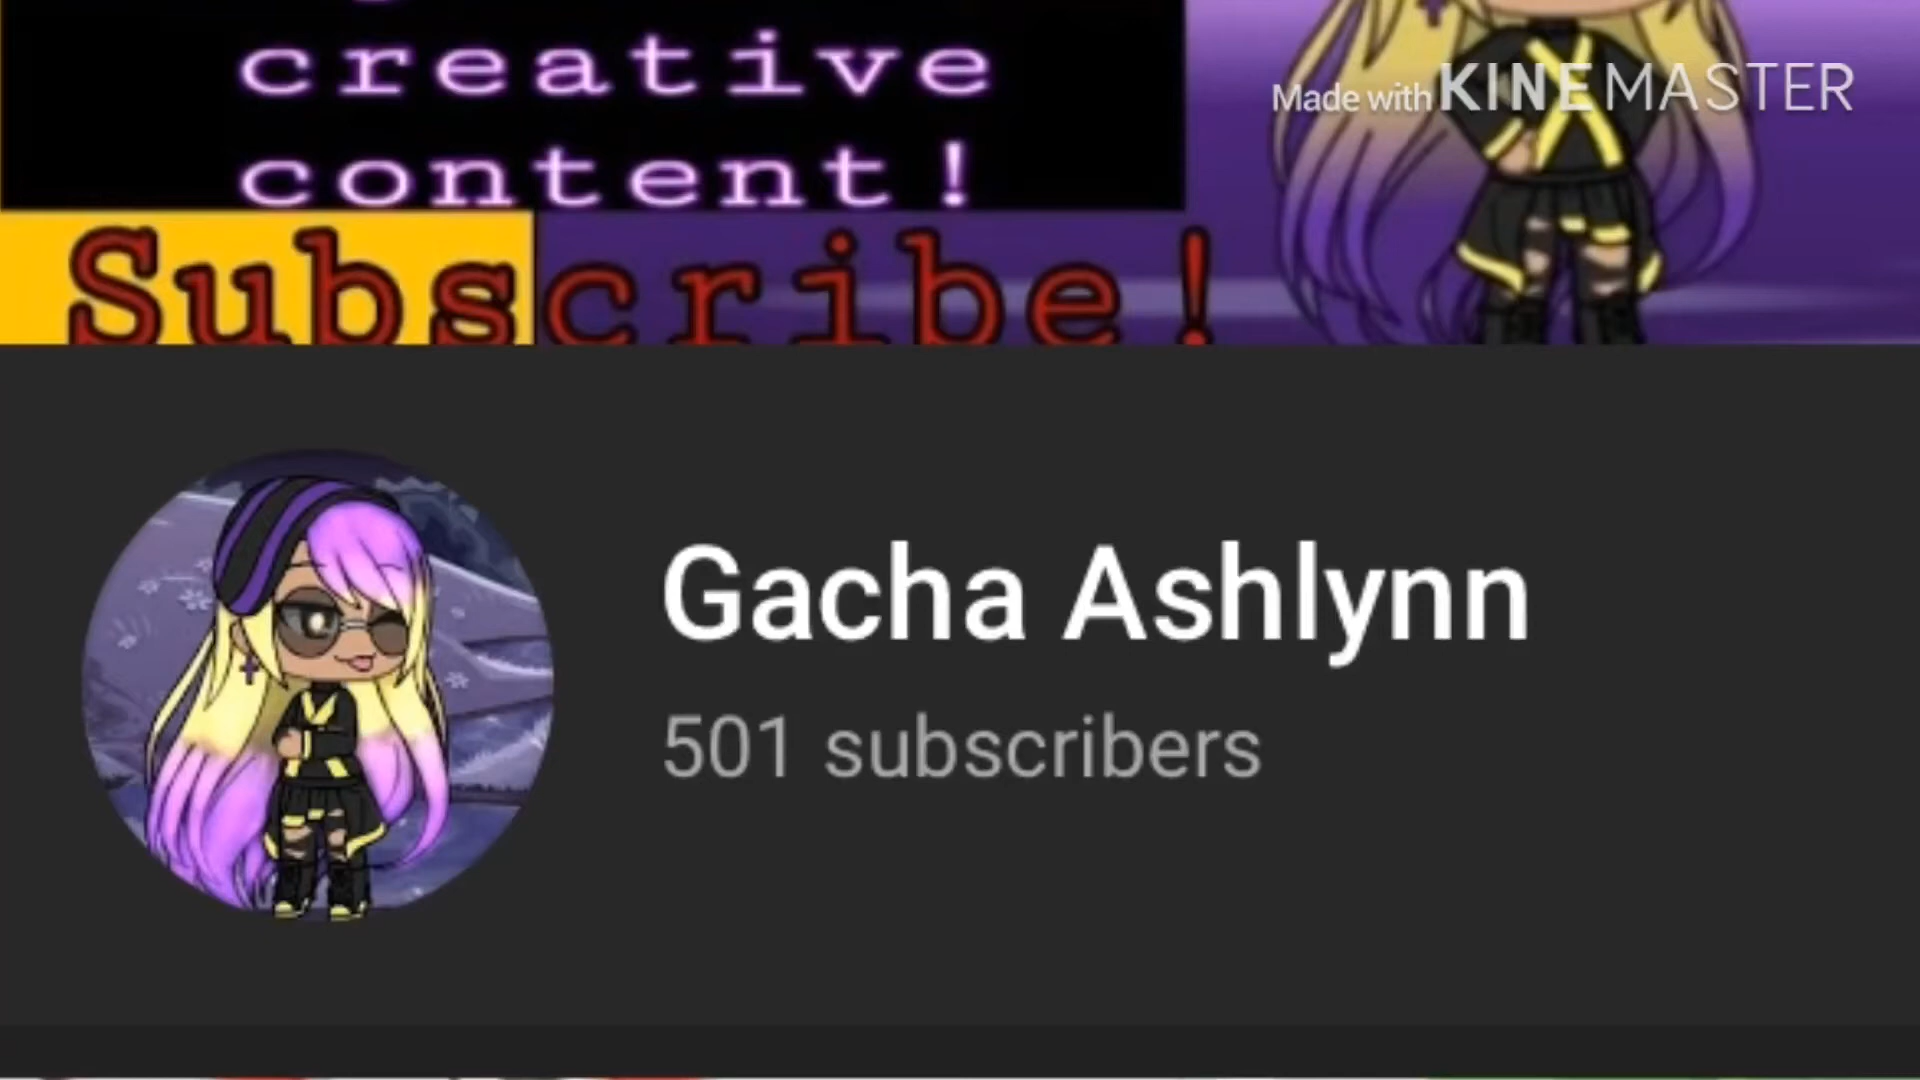 creative
content!
Made with KINEMASTER
Subscribe!
Gacha Ashlynn
501 subscribers